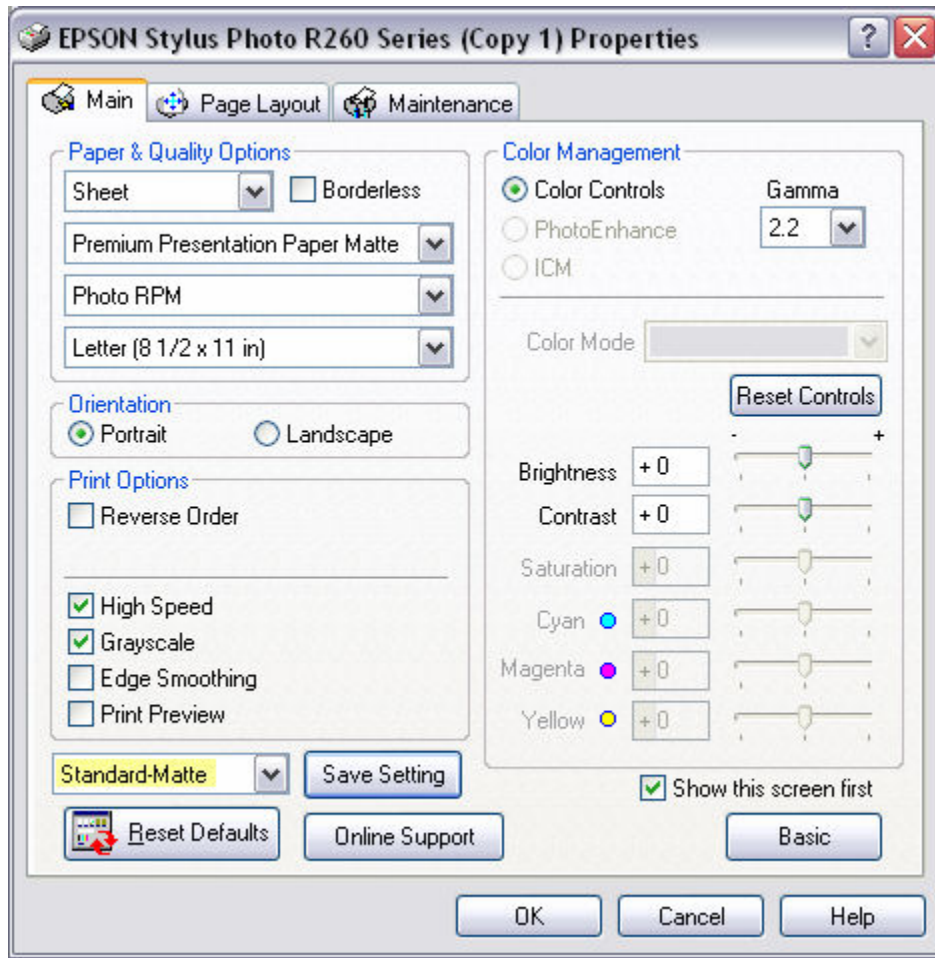 EPSON Stylus Photo R260 Series (Copy 1) Properties
Main Page Layout Maintenance
Paper & Quality Options
Sheet Borderless
Premium Presentation Paper Matte
Photo RPM
Letter (8 1/2 x 11 in)
Orientation
Portrait Landscape
Print Options
Reverse Order
High Speed
Grayscale
Edge Smoothing
Print Preview
Standard-Matte Save Setting
Reset Defaults Online Support
Color Management
Color Controls Gamma
PhotoEnhance 2.2
ICM
Color Mode
Reset Controls
- +
Brightness +0
Contrast +0
Saturation +0
Cyan +0
Magenta +0
Yellow +0
Show this screen first
Basic
OK Cancel Help